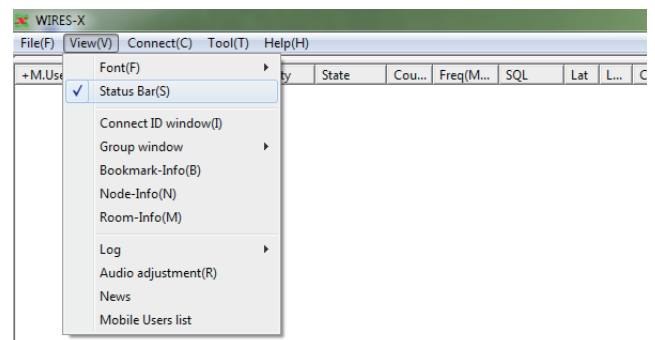 WIRES-X
File(F) View(V) Connect(C) Tool(T) Help(H)
+M.Use ty State Cou... Freq(M... SQL Lat L... C
Font(F)
Status Bar(S)
Connect ID window(I)
Group window
Bookmark-Info(B)
Node-Info(N)
Room-Info(M)
Log
Audio adjustment(R)
News
Mobile Users list